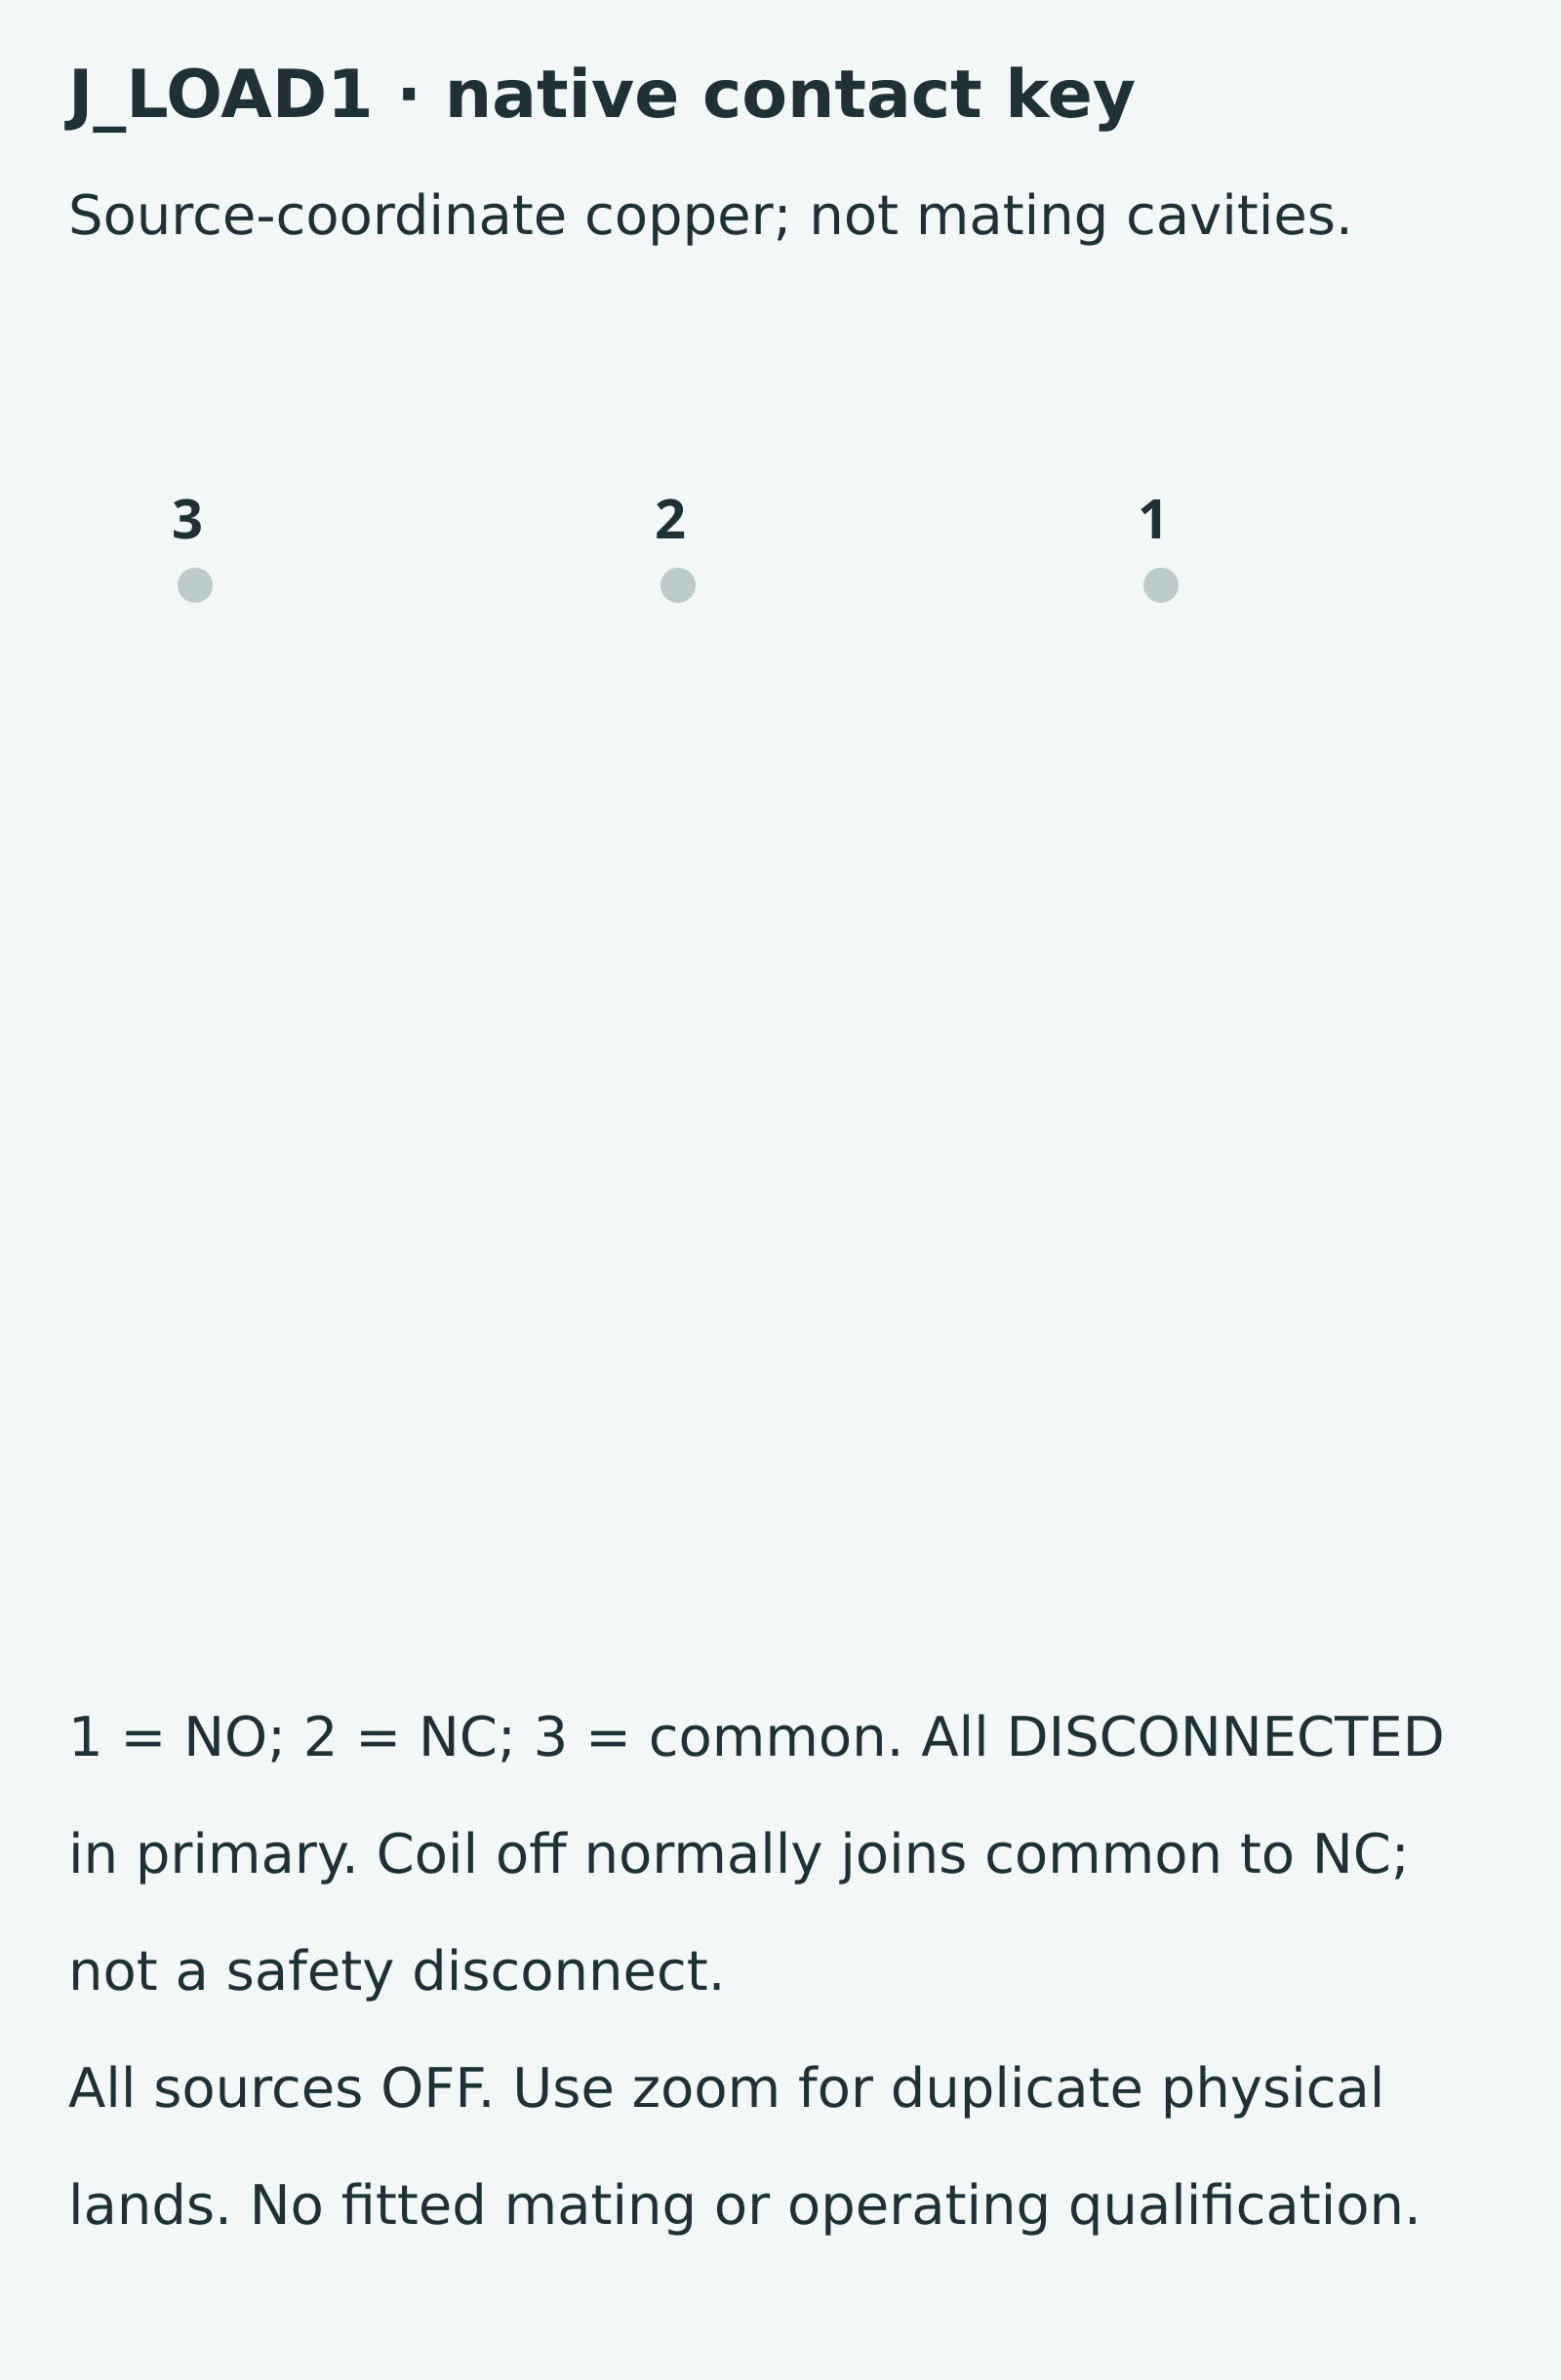 J_LOAD1 · native contact key
Source-coordinate copper; not mating cavities.
3 2 1
1 = NO; 2 = NC; 3 = common. All DISCONNECTED
in primary. Coil off normally joins common to NC;
not a safety disconnect.
All sources OFF. Use zoom for duplicate physical
lands. No fitted mating or operating qualification.